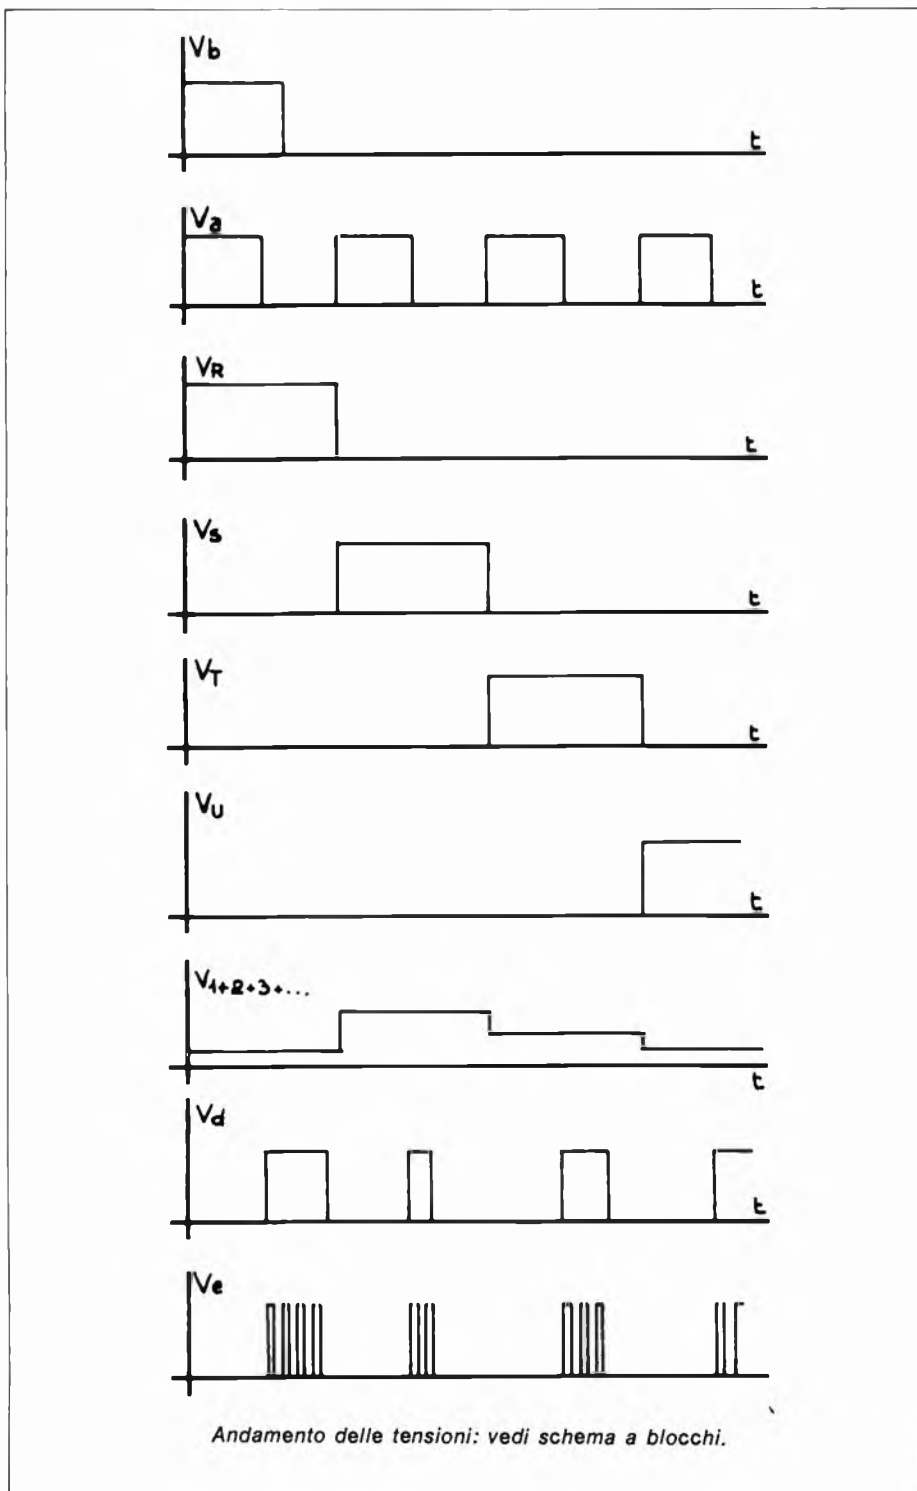 Vb
t
Va
t
VR
t
Vs
t
VT
t
VU
t
V1+2+3+...
t
Vd
t
Ve
Andamento delle tensioni: vedi schema a blocchi.